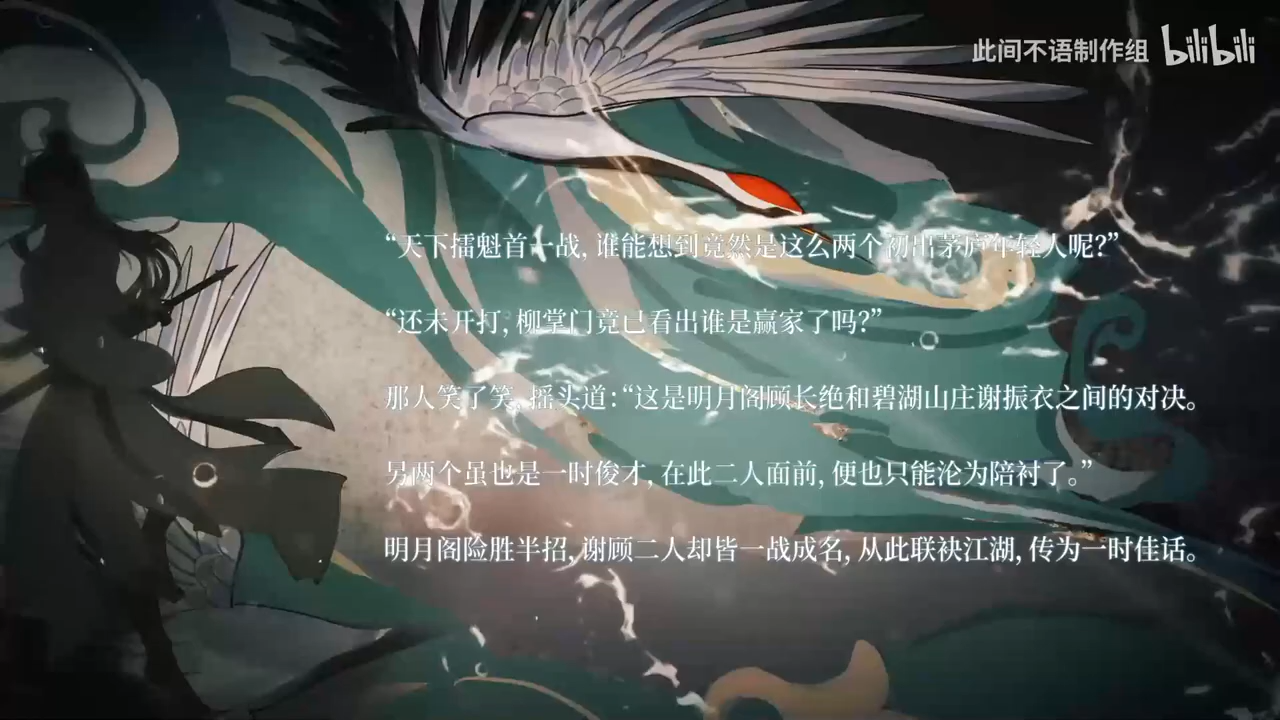 此间不语制作组 bilibili
“天下擂魁首一战, 谁能想到竟然是这么两个初出茅庐年轻人呢?”
“还未开打, 柳堂门竟已看出谁是赢家了吗?”
那人笑了笑, 摇头道:“这是明月阁顾长绝和碧湖山庄谢振衣之间的对决。
另两个虽也是一时俊才, 在此二人面前, 便也只能沦为陪衬了。”
明月阁险胜半招, 谢顾二人却皆一战成名, 从此联袂江湖, 传为一时佳话。